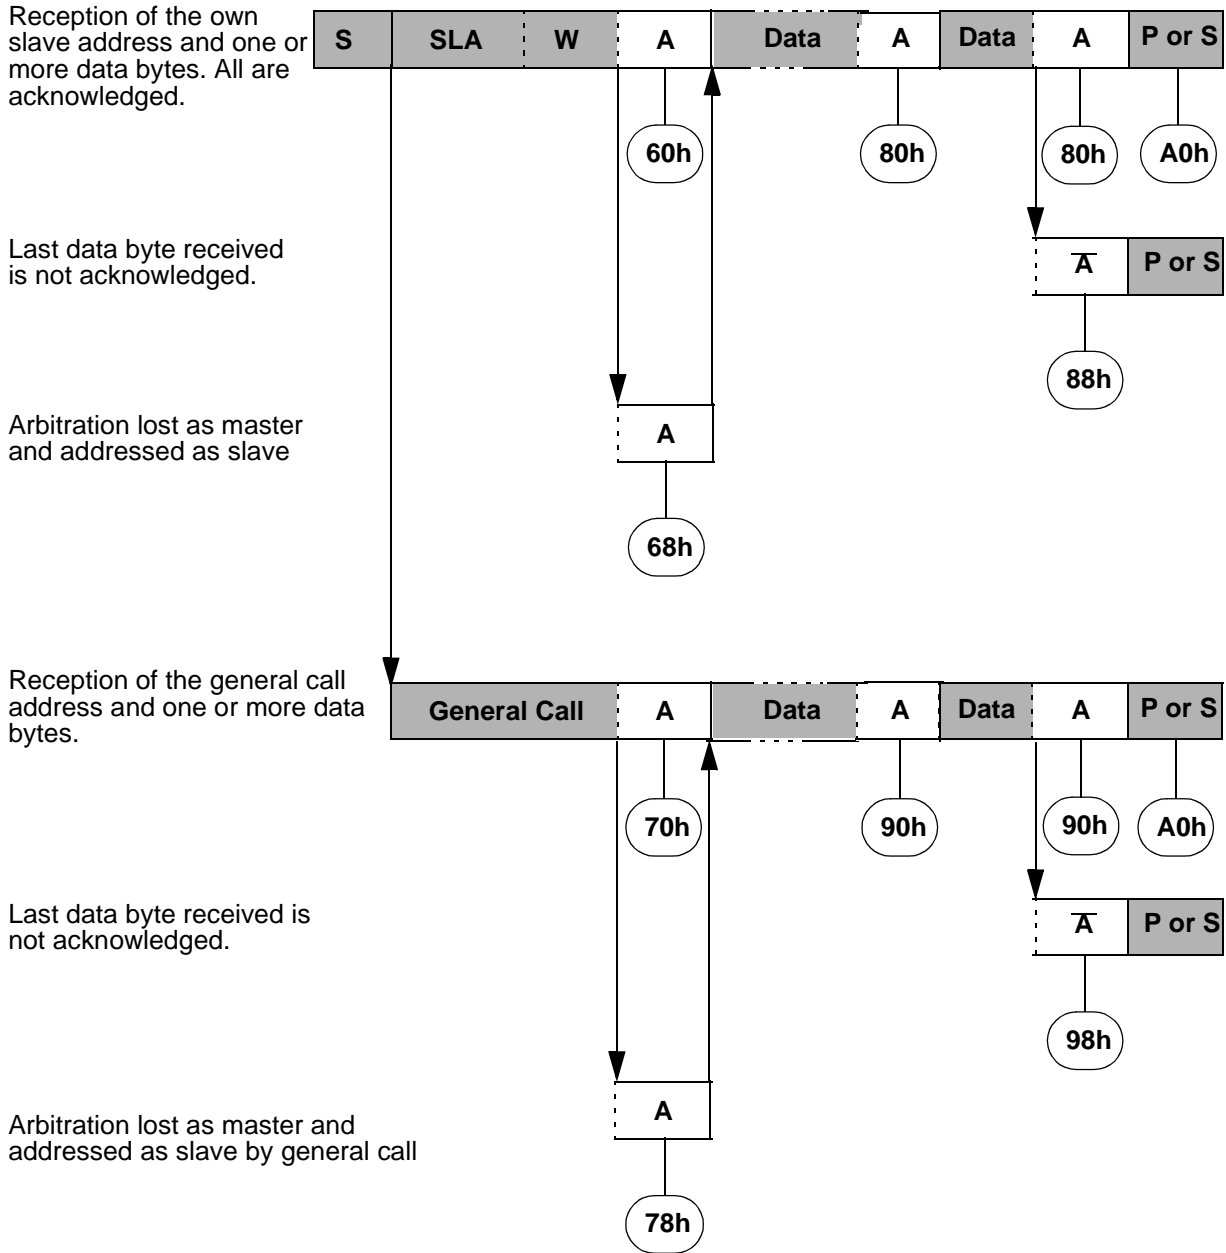 Reception of the own
slave address and one or
more data bytes. All are
acknowledged.
S SLA W A Data A Data A P or S
60h 80h 80h A0h
Last data byte received
is not acknowledged.
A̅ P or S
88h
Arbitration lost as master
and addressed as slave
A
68h
Reception of the general call
address and one or more data
bytes.
General Call A Data A Data A P or S
70h 90h 90h A0h
Last data byte received is
not acknowledged.
A̅ P or S
98h
A
Arbitration lost as master and
addressed as slave by general call
78h